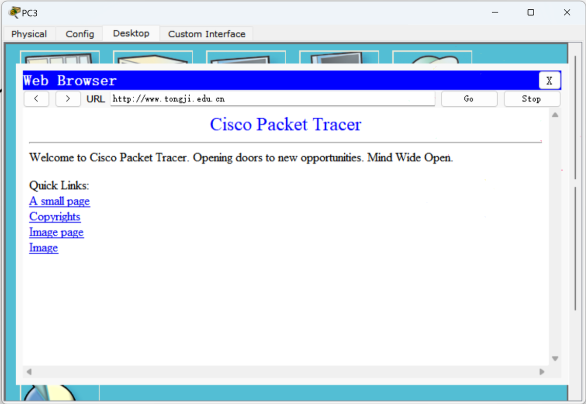 PC3
Physical Config Desktop Custom Interface
Web Browser X
< > URL http://www.tongji.edu.cn Go Stop
Cisco Packet Tracer
Welcome to Cisco Packet Tracer. Opening doors to new opportunities. Mind Wide Open.
Quick Links:
A small page
Copyrights
Image page
Image